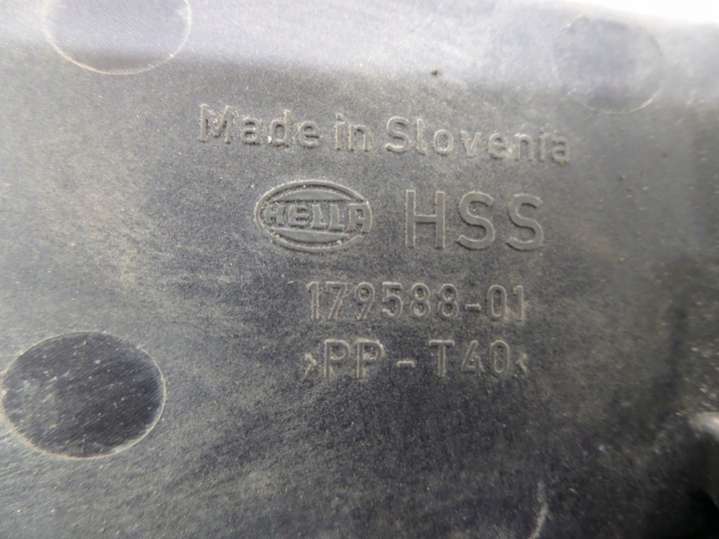 Made in Slovenia
HELLA HSS
179588-01
>PP-T40<